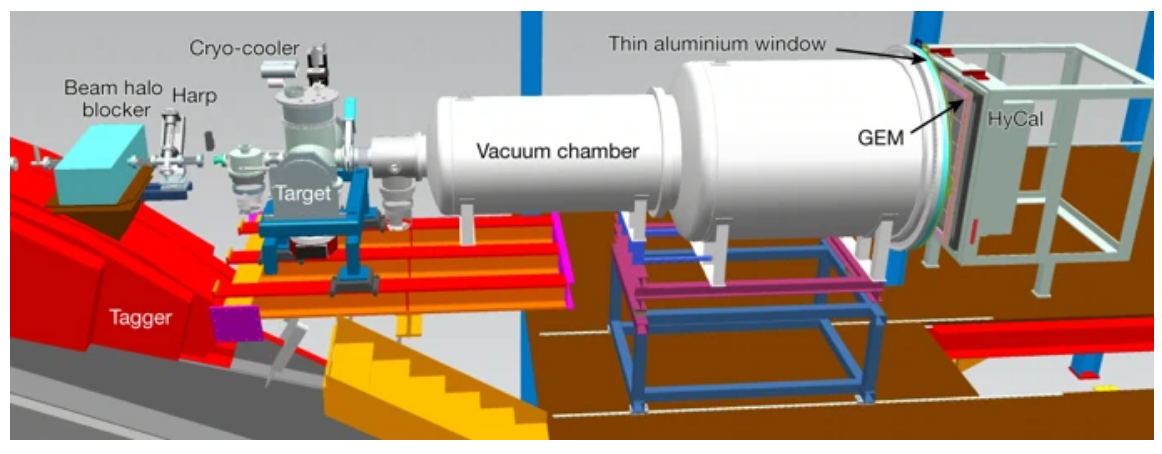 Cryo-cooler
Thin aluminium window
Beam halo
blocker
Harp
HyCal
GEM
Vacuum chamber
Target
Tagger